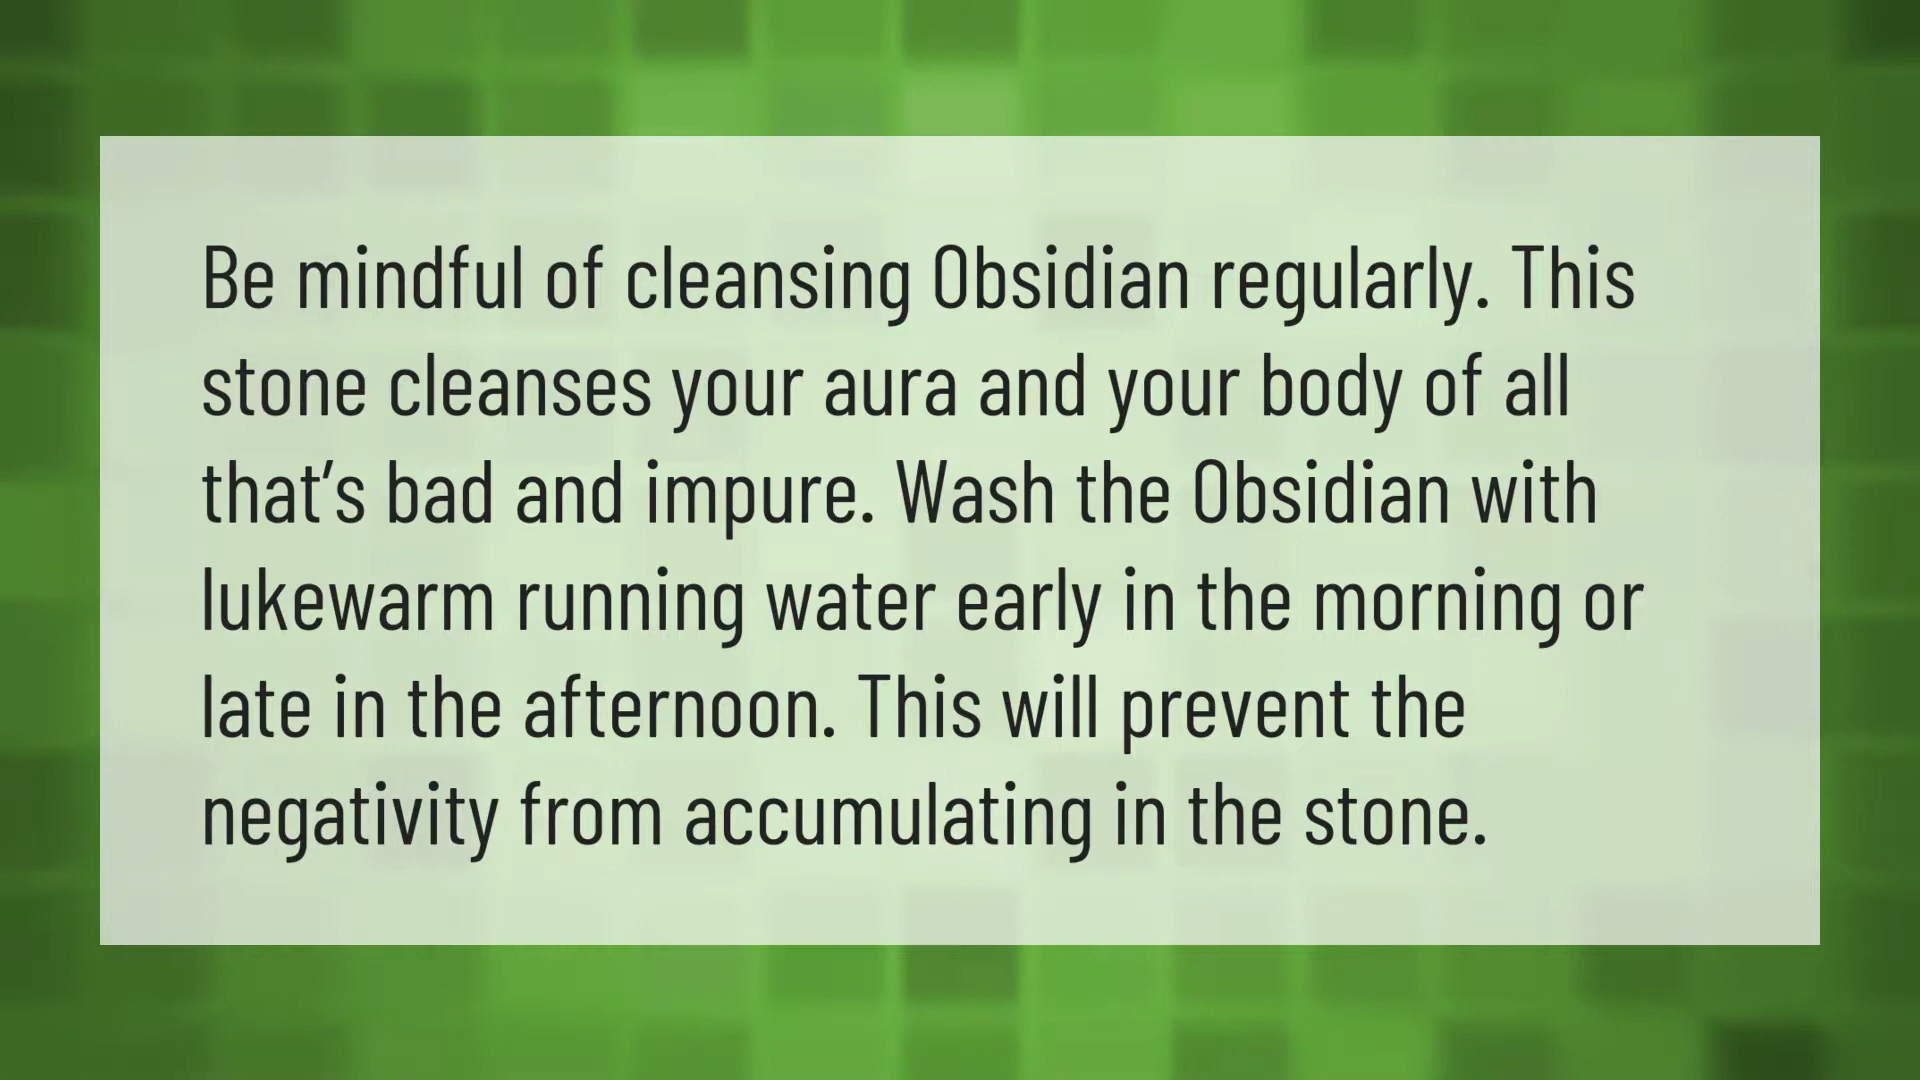 Be mindful of cleansing Obsidian regularly. This
stone cleanses your aura and your body of all
that’s bad and impure. Wash the Obsidian with
lukewarm running water early in the morning or
late in the afternoon. This will prevent the
negativity from accumulating in the stone.